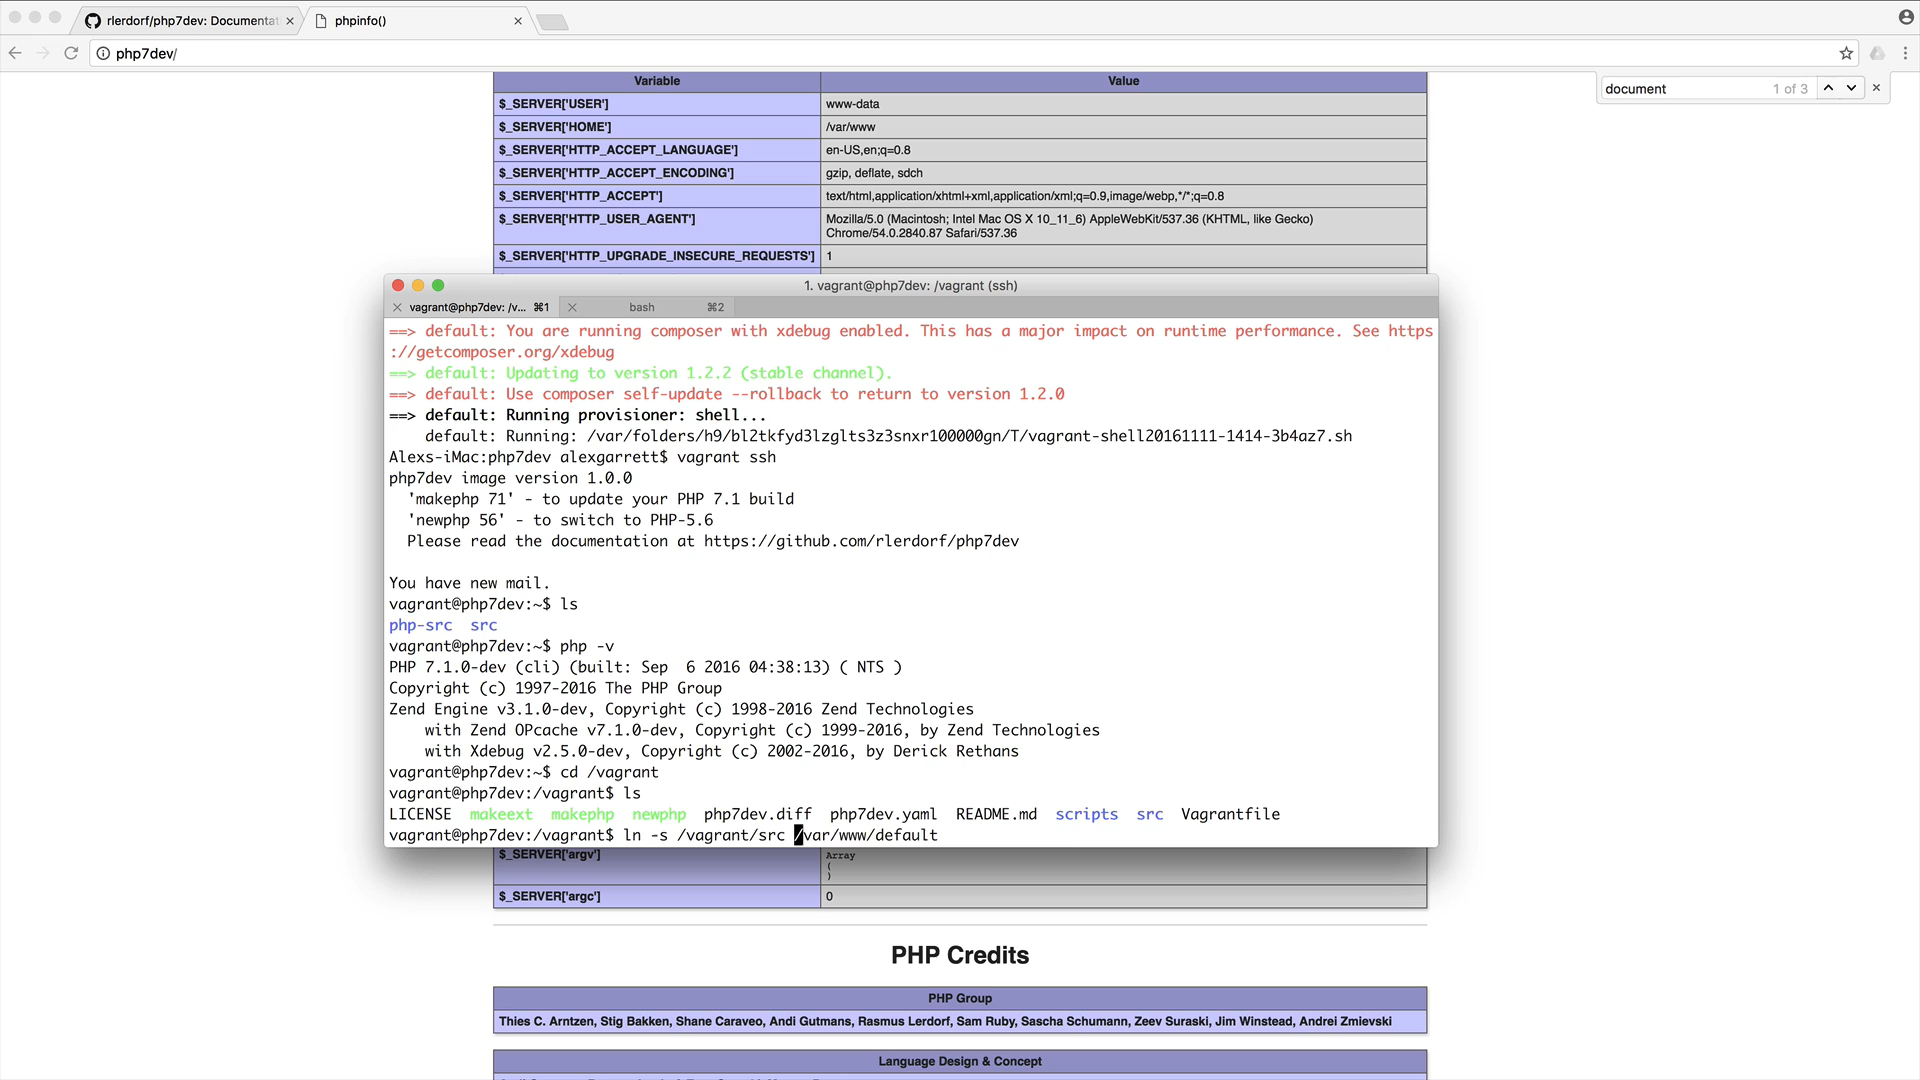 rlerdorf/php7dev: Documentat
phpinfo()
php7dev/
document
1 of 3
Variable Value
$_SERVER['USER'] www-data
$_SERVER['HOME'] /var/www
$_SERVER['HTTP_ACCEPT_LANGUAGE'] en-US,en;q=0.8
$_SERVER['HTTP_ACCEPT_ENCODING'] gzip, deflate, sdch
$_SERVER['HTTP_ACCEPT'] text/html,application/xhtml+xml,application/xml;q=0.9,image/webp,*/*;q=0.8
$_SERVER['HTTP_USER_AGENT'] Mozilla/5.0 (Macintosh; Intel Mac OS X 10_11_6) AppleWebKit/537.36 (KHTML, like Gecko)
Chrome/54.0.2840.87 Safari/537.36
$_SERVER['HTTP_UPGRADE_INSECURE_REQUESTS'] 1
1. vagrant@php7dev: /vagrant (ssh)
vagrant@php7dev: /v... ⌘1 bash ⌘2
==> default: You are running composer with xdebug enabled. This has a major impact on runtime performance. See https
://getcomposer.org/xdebug
==> default: Updating to version 1.2.2 (stable channel).
==> default: Use composer self-update --rollback to return to version 1.2.0
==> default: Running provisioner: shell...
default: Running: /var/folders/h9/bl2tkfyd3lzglts3z3snxr100000gn/T/vagrant-shell20161111-1414-3b4az7.sh
Alexs-iMac:php7dev alexgarrett$ vagrant ssh
php7dev image version 1.0.0
'makephp 71' - to update your PHP 7.1 build
'newphp 56' - to switch to PHP-5.6
Please read the documentation at https://github.com/rlerdorf/php7dev
You have new mail.
vagrant@php7dev:~$ ls
php-src src
vagrant@php7dev:~$ php -v
PHP 7.1.0-dev (cli) (built: Sep  6 2016 04:38:13) ( NTS )
Copyright (c) 1997-2016 The PHP Group
Zend Engine v3.1.0-dev, Copyright (c) 1998-2016 Zend Technologies
with Zend OPcache v7.1.0-dev, Copyright (c) 1999-2016, by Zend Technologies
with Xdebug v2.5.0-dev, Copyright (c) 2002-2016, by Derick Rethans
vagrant@php7dev:~$ cd /vagrant
vagrant@php7dev:/vagrant$ ls
LICENSE makeext makephp newphp php7dev.diff php7dev.yaml README.md scripts src Vagrantfile
vagrant@php7dev:/vagrant$ ln -s /vagrant/src /var/www/default
$_SERVER['argv'] Array
(
)
$_SERVER['argc'] 0
PHP Credits
PHP Group
Thies C. Arntzen, Stig Bakken, Shane Caraveo, Andi Gutmans, Rasmus Lerdorf, Sam Ruby, Sascha Schumann, Zeev Suraski, Jim Winstead, Andrei Zmievski
Language Design & Concept